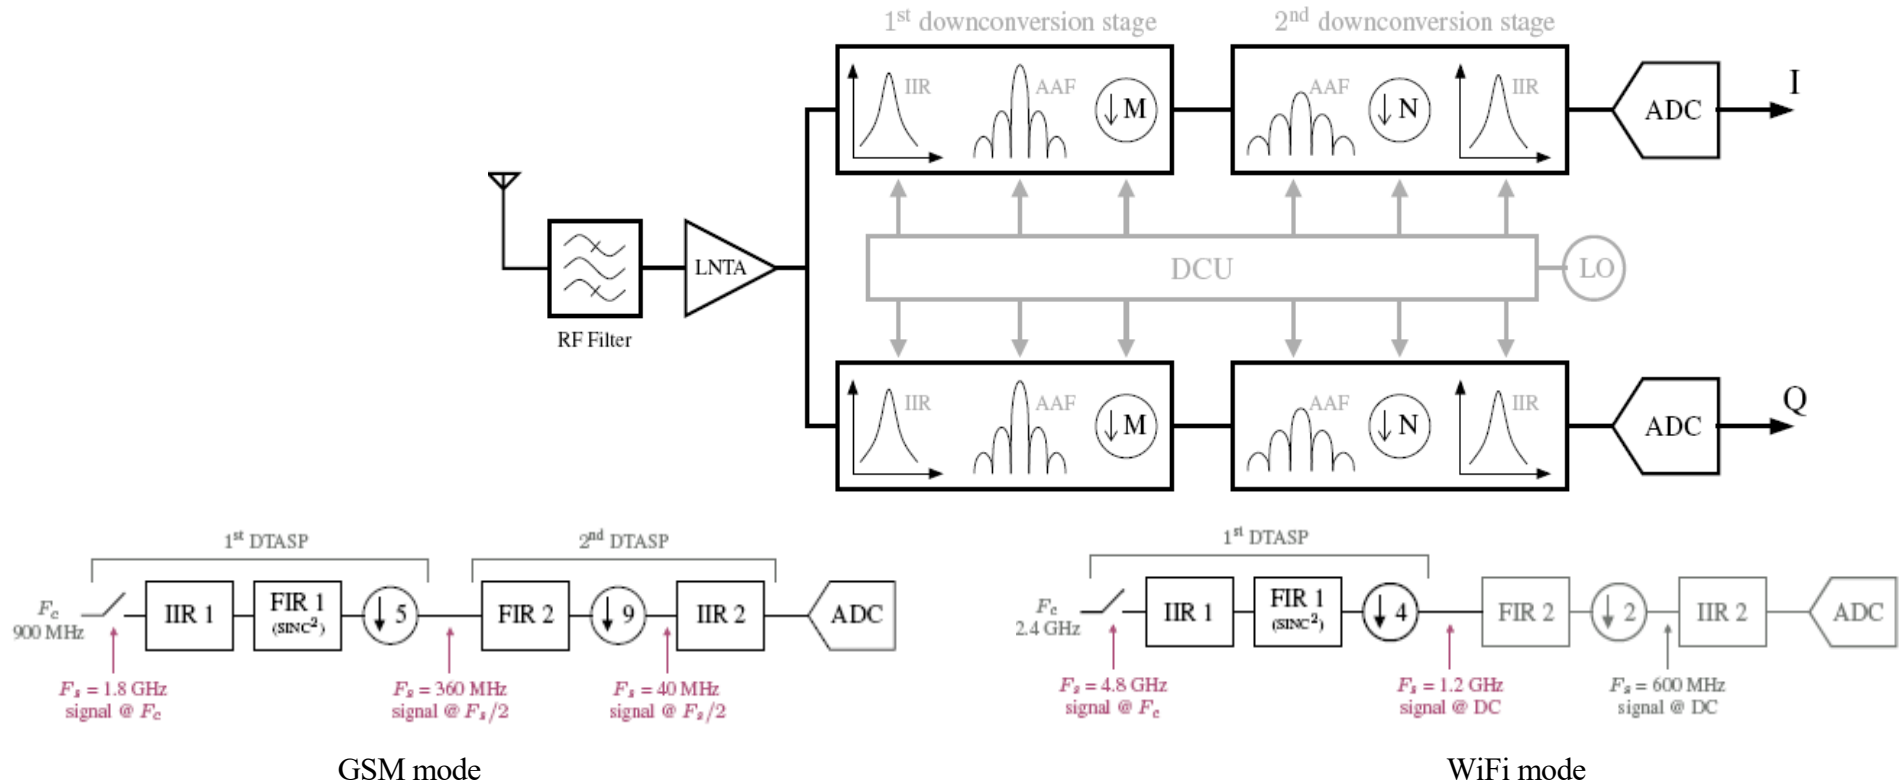 1st downconversion stage
2nd downconversion stage
IIR
AAF
↓ M
AAF
↓ N
IIR
ADC
I
LNTA
DCU
LO
RF Filter
IIR
AAF
↓ M
AAF
↓ N
IIR
ADC
Q
1st DTASP
2nd DTASP
Fc
900 MHz
IIR 1
FIR 1
(SINC2)
↓ 5
FIR 2
↓ 9
IIR 2
ADC
Fs = 1.8 GHz
signal @ Fc
Fs = 360 MHz
signal @ Fs/2
Fs = 40 MHz
signal @ Fs/2
GSM mode
1st DTASP
Fc
2.4 GHz
IIR 1
FIR 1
(SINC2)
↓ 4
FIR 2
↓ 2
IIR 2
ADC
Fs = 4.8 GHz
signal @ Fc
Fs = 1.2 GHz
signal @ DC
Fs = 600 MHz
signal @ DC
WiFi mode